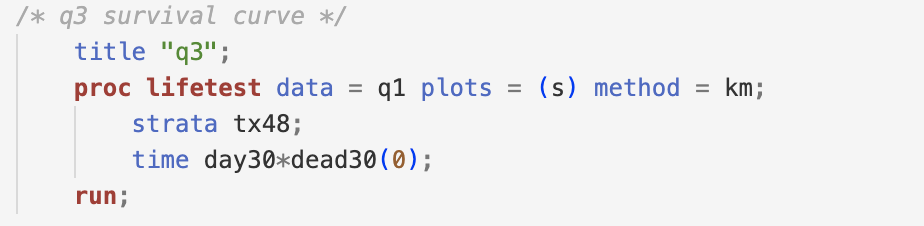 /* q3 survival curve */
title "q3";
proc lifetest data = q1 plots = (s) method = km;
strata tx48;
time day30*dead30(0);
run;